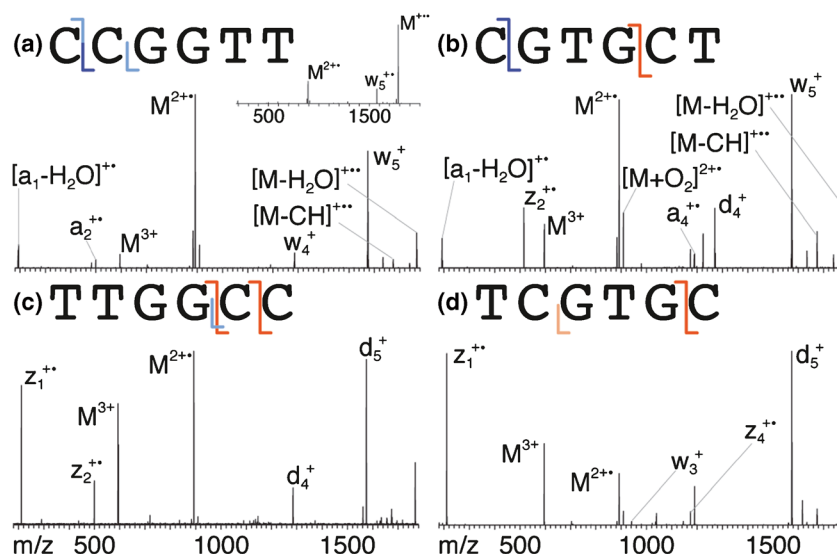 (a) CCGGTT
M⁺••
M²⁺•
w₅⁺•
500 1500
M²⁺•
[a₁-H₂O]⁺•
a₂⁺•
M³⁺
w₅⁺
[M-H₂O]⁺••
[M-CH]⁺••
w₄⁺
(b) CGTGCT
w₅⁺
M²⁺•
[M-H₂O]⁺••
[M-CH]⁺••
[a₁-H₂O]⁺•
[M+O₂]²⁺•
z₂⁺•
M³⁺
a₄⁺•
d₄⁺
(c) TTGGCC
z₁⁺•
M³⁺
z₂⁺•
M²⁺•
d₅⁺
d₄⁺
m/z 500 1000 1500
(d) TCGTGC
z₁⁺•
d₅⁺
z₄⁺•
M³⁺
M²⁺•
w₃⁺
m/z 500 1000 1500